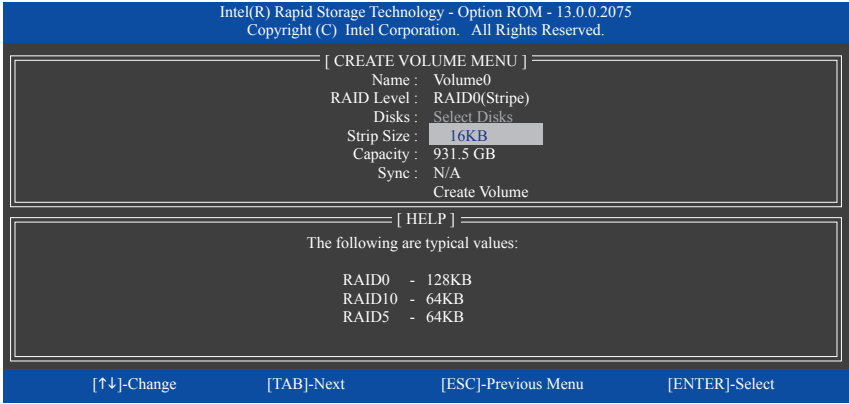 Intel(R) Rapid Storage Technology - Option ROM - 13.0.0.2075
Copyright (C) Intel Corporation. All Rights Reserved.
[ CREATE VOLUME MENU ]
Name : Volume0
RAID Level : RAID0(Stripe)
Disks : Select Disks
Strip Size : 16KB
Capacity : 931.5 GB
Sync : N/A
Create Volume
[ HELP ]
The following are typical values:
RAID0 - 128KB
RAID10 - 64KB
RAID5 - 64KB
[↑↓]-Change [TAB]-Next [ESC]-Previous Menu [ENTER]-Select